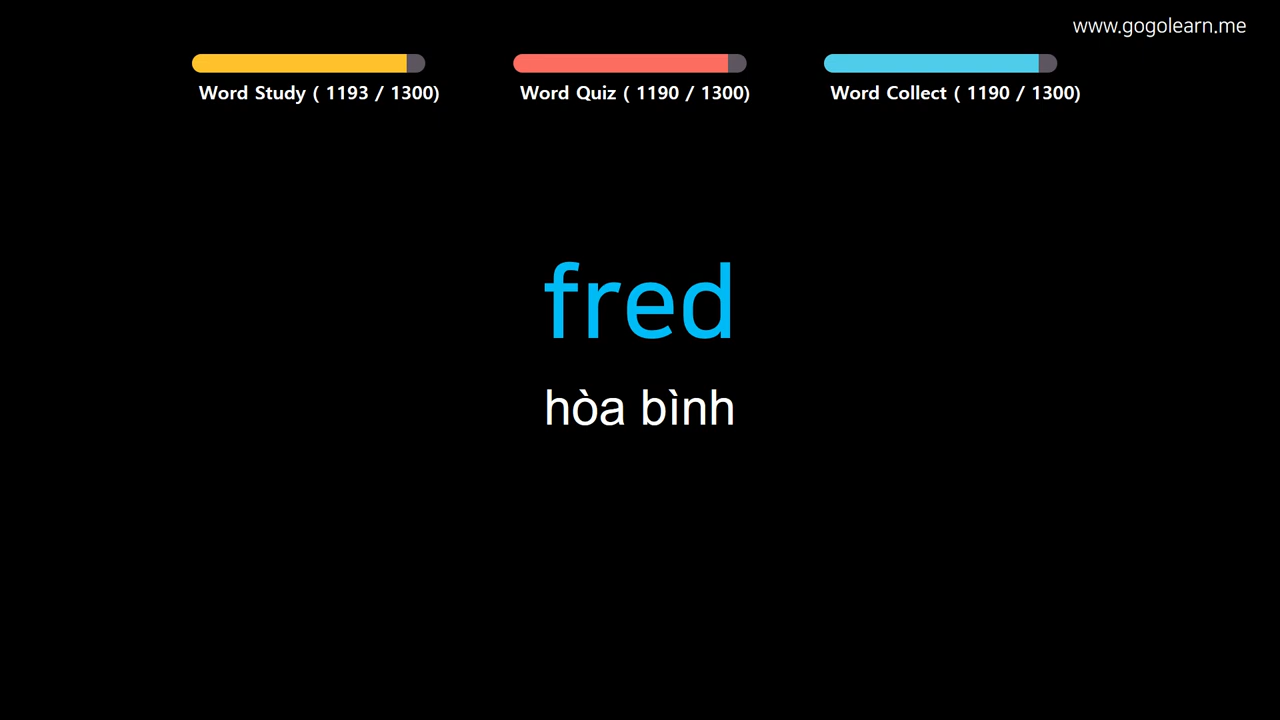 www.gogolearn.me
Word Study ( 1193 / 1300)
Word Quiz ( 1190 / 1300)
Word Collect ( 1190 / 1300)
fred
hòa bình